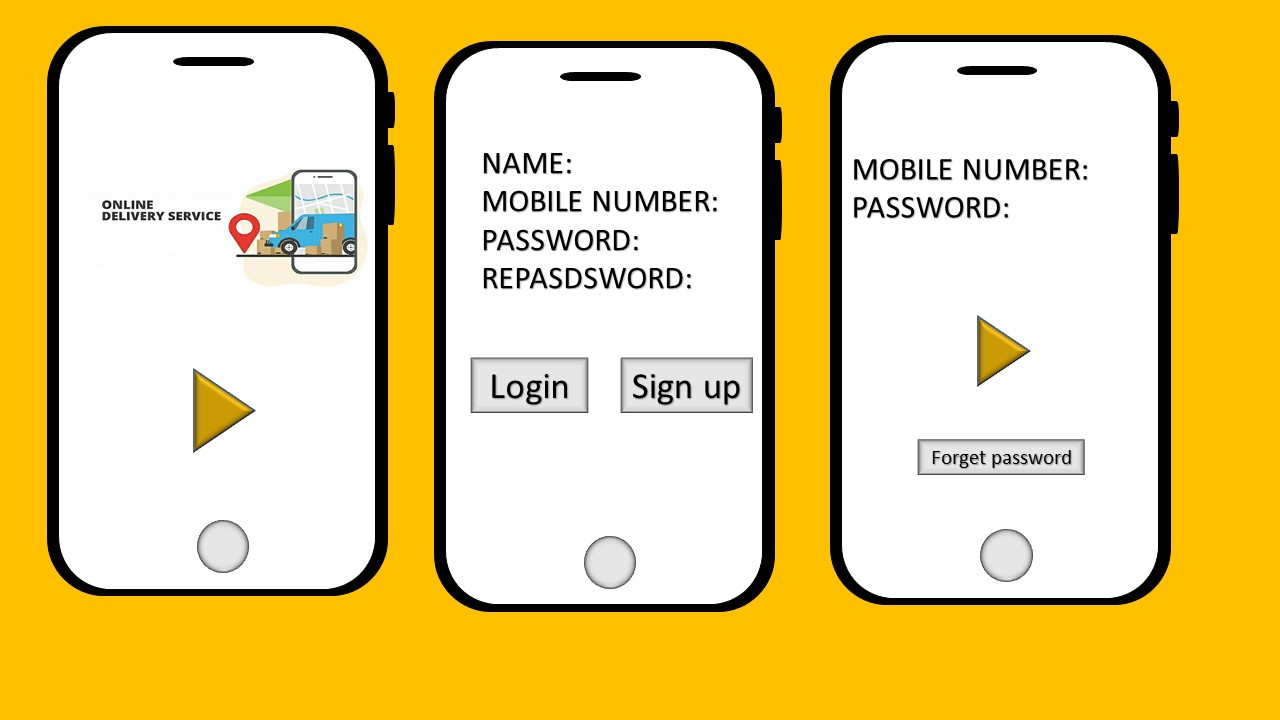 ONLINE
DELIVERY SERVICE
NAME:
MOBILE NUMBER:
PASSWORD:
REPASDSWORD:
Login
Sign up
MOBILE NUMBER:
PASSWORD:
Forget password